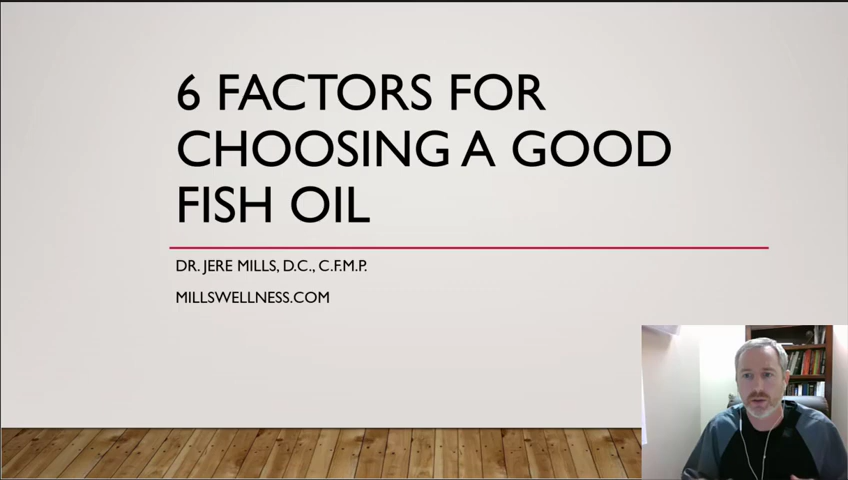 6 FACTORS FOR
CHOOSING A GOOD
FISH OIL
DR. JERE MILLS, D.C., C.F.M.P.
MILLSWELLNESS.COM